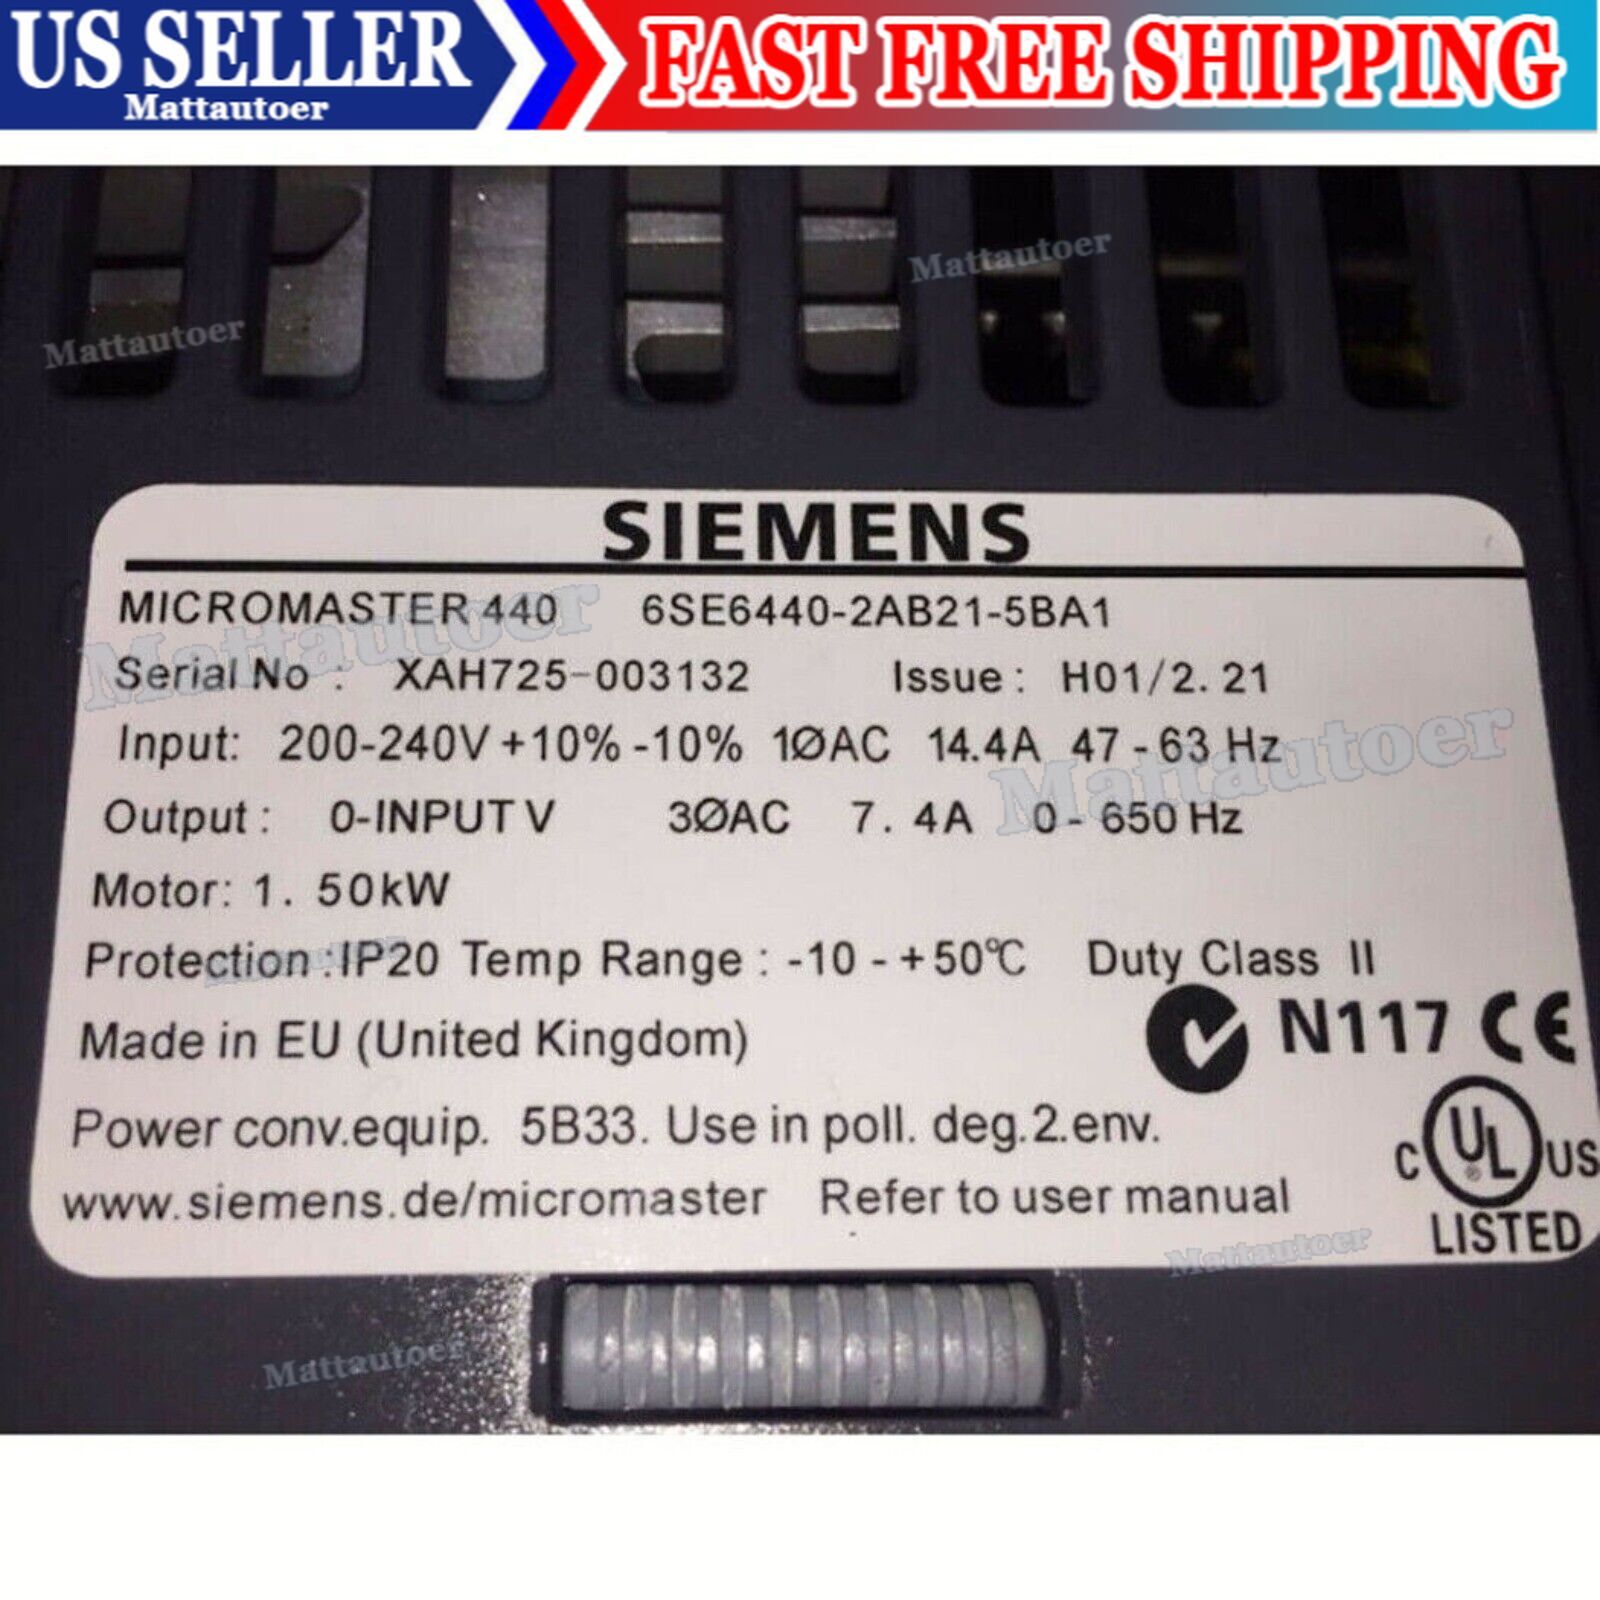 US SELLER
Mattautoer
FAST FREE SHIPPING
Mattautoer
Mattautoer
SIEMENS
MICROMASTER 440 6SE6440-2AB21-5BA1
Mattautoer
Serial No : XAH725-003132 Issue: H01/2. 21
Input: 200-240V +10% -10% 1ØAC 14.4A 47 - 63 Hz
Mattautoer
Output : 0-INPUT V 3ØAC 7. 4A 0 - 650 Hz
Motor: 1. 50kW
Protection :IP20 Temp Range : -10 - +50℃ Duty Class II
N117 CE
Made in EU (United Kingdom)
Power conv.equip. 5B33. Use in poll. deg.2.env.
C UL ® US
LISTED
www.siemens.de/micromaster Refer to user manual
Mattautoer
Mattautoer